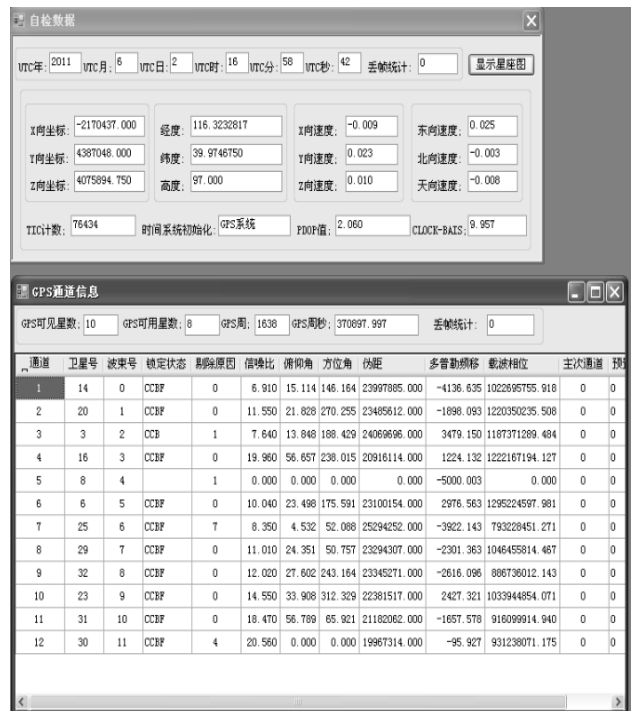 自检数据
UTC年: 2011 UTC月: 6 UTC日: 2 UTC时: 16 UTC分: 58 UTC秒: 42 丢帧统计: 0 显示星座图
X向坐标: -2170437.000 经度: 116.3232817 X向速度: -0.009 东向速度: 0.025
Y向坐标: 4387048.000 纬度: 39.9746750 Y向速度: 0.023 北向速度: -0.003
Z向坐标: 4075894.750 高度: 97.000 Z向速度: 0.010 天向速度: -0.008
TIC计数: 76434 时间系统初始化: GPS系统 PDOP值: 2.060 CLOCK-BAIS: 9.957
GPS通道信息
GPS可见星数: 10 GPS可用星数: 8 GPS周: 1638 GPS周秒: 370897.997 丢帧统计: 0
通道 卫星号 波束号 锁定状态 剔除原因 信噪比 俯仰角 方位角 伪距 多普勒频移 载波相位 主次通道 预
1 14 0 CCBF 0 6.910 15.114 146.164 23997885.000 -4136.635 1022695755.918 0 0
2 20 1 CCBF 0 11.550 21.828 270.255 23485612.000 -1898.093 1220350235.508 0 0
3 3 2 CCB 1 7.640 13.848 188.429 24069696.000 3479.150 1187371289.484 0 0
4 16 3 CCBF 0 19.960 56.657 238.015 20916114.000 1224.132 1222167194.127 0 0
5 8 4 1 0.000 0.000 0.000 0.000 -5000.003 0.000 0 0
6 6 5 CCBF 0 10.040 23.498 175.591 23100154.000 2976.563 1295224597.981 0 0
7 25 6 CCBF 7 8.350 4.532 52.088 25294252.000 -3922.143 793228451.271 0 0
8 29 7 CCBF 0 11.010 24.351 50.757 23294307.000 -2301.363 1046455814.467 0 0
9 32 8 CCBF 0 12.020 27.602 243.164 23345271.000 -2616.096 886736012.143 0 0
10 23 9 CCBF 0 14.550 33.908 312.329 22381517.000 2427.321 1033944854.071 0 0
11 31 10 CCBF 0 18.470 56.789 65.921 21182062.000 -1657.578 916099914.940 0 0
12 30 11 CCBF 4 20.560 0.000 0.000 19967314.000 -95.927 931238071.175 0 0